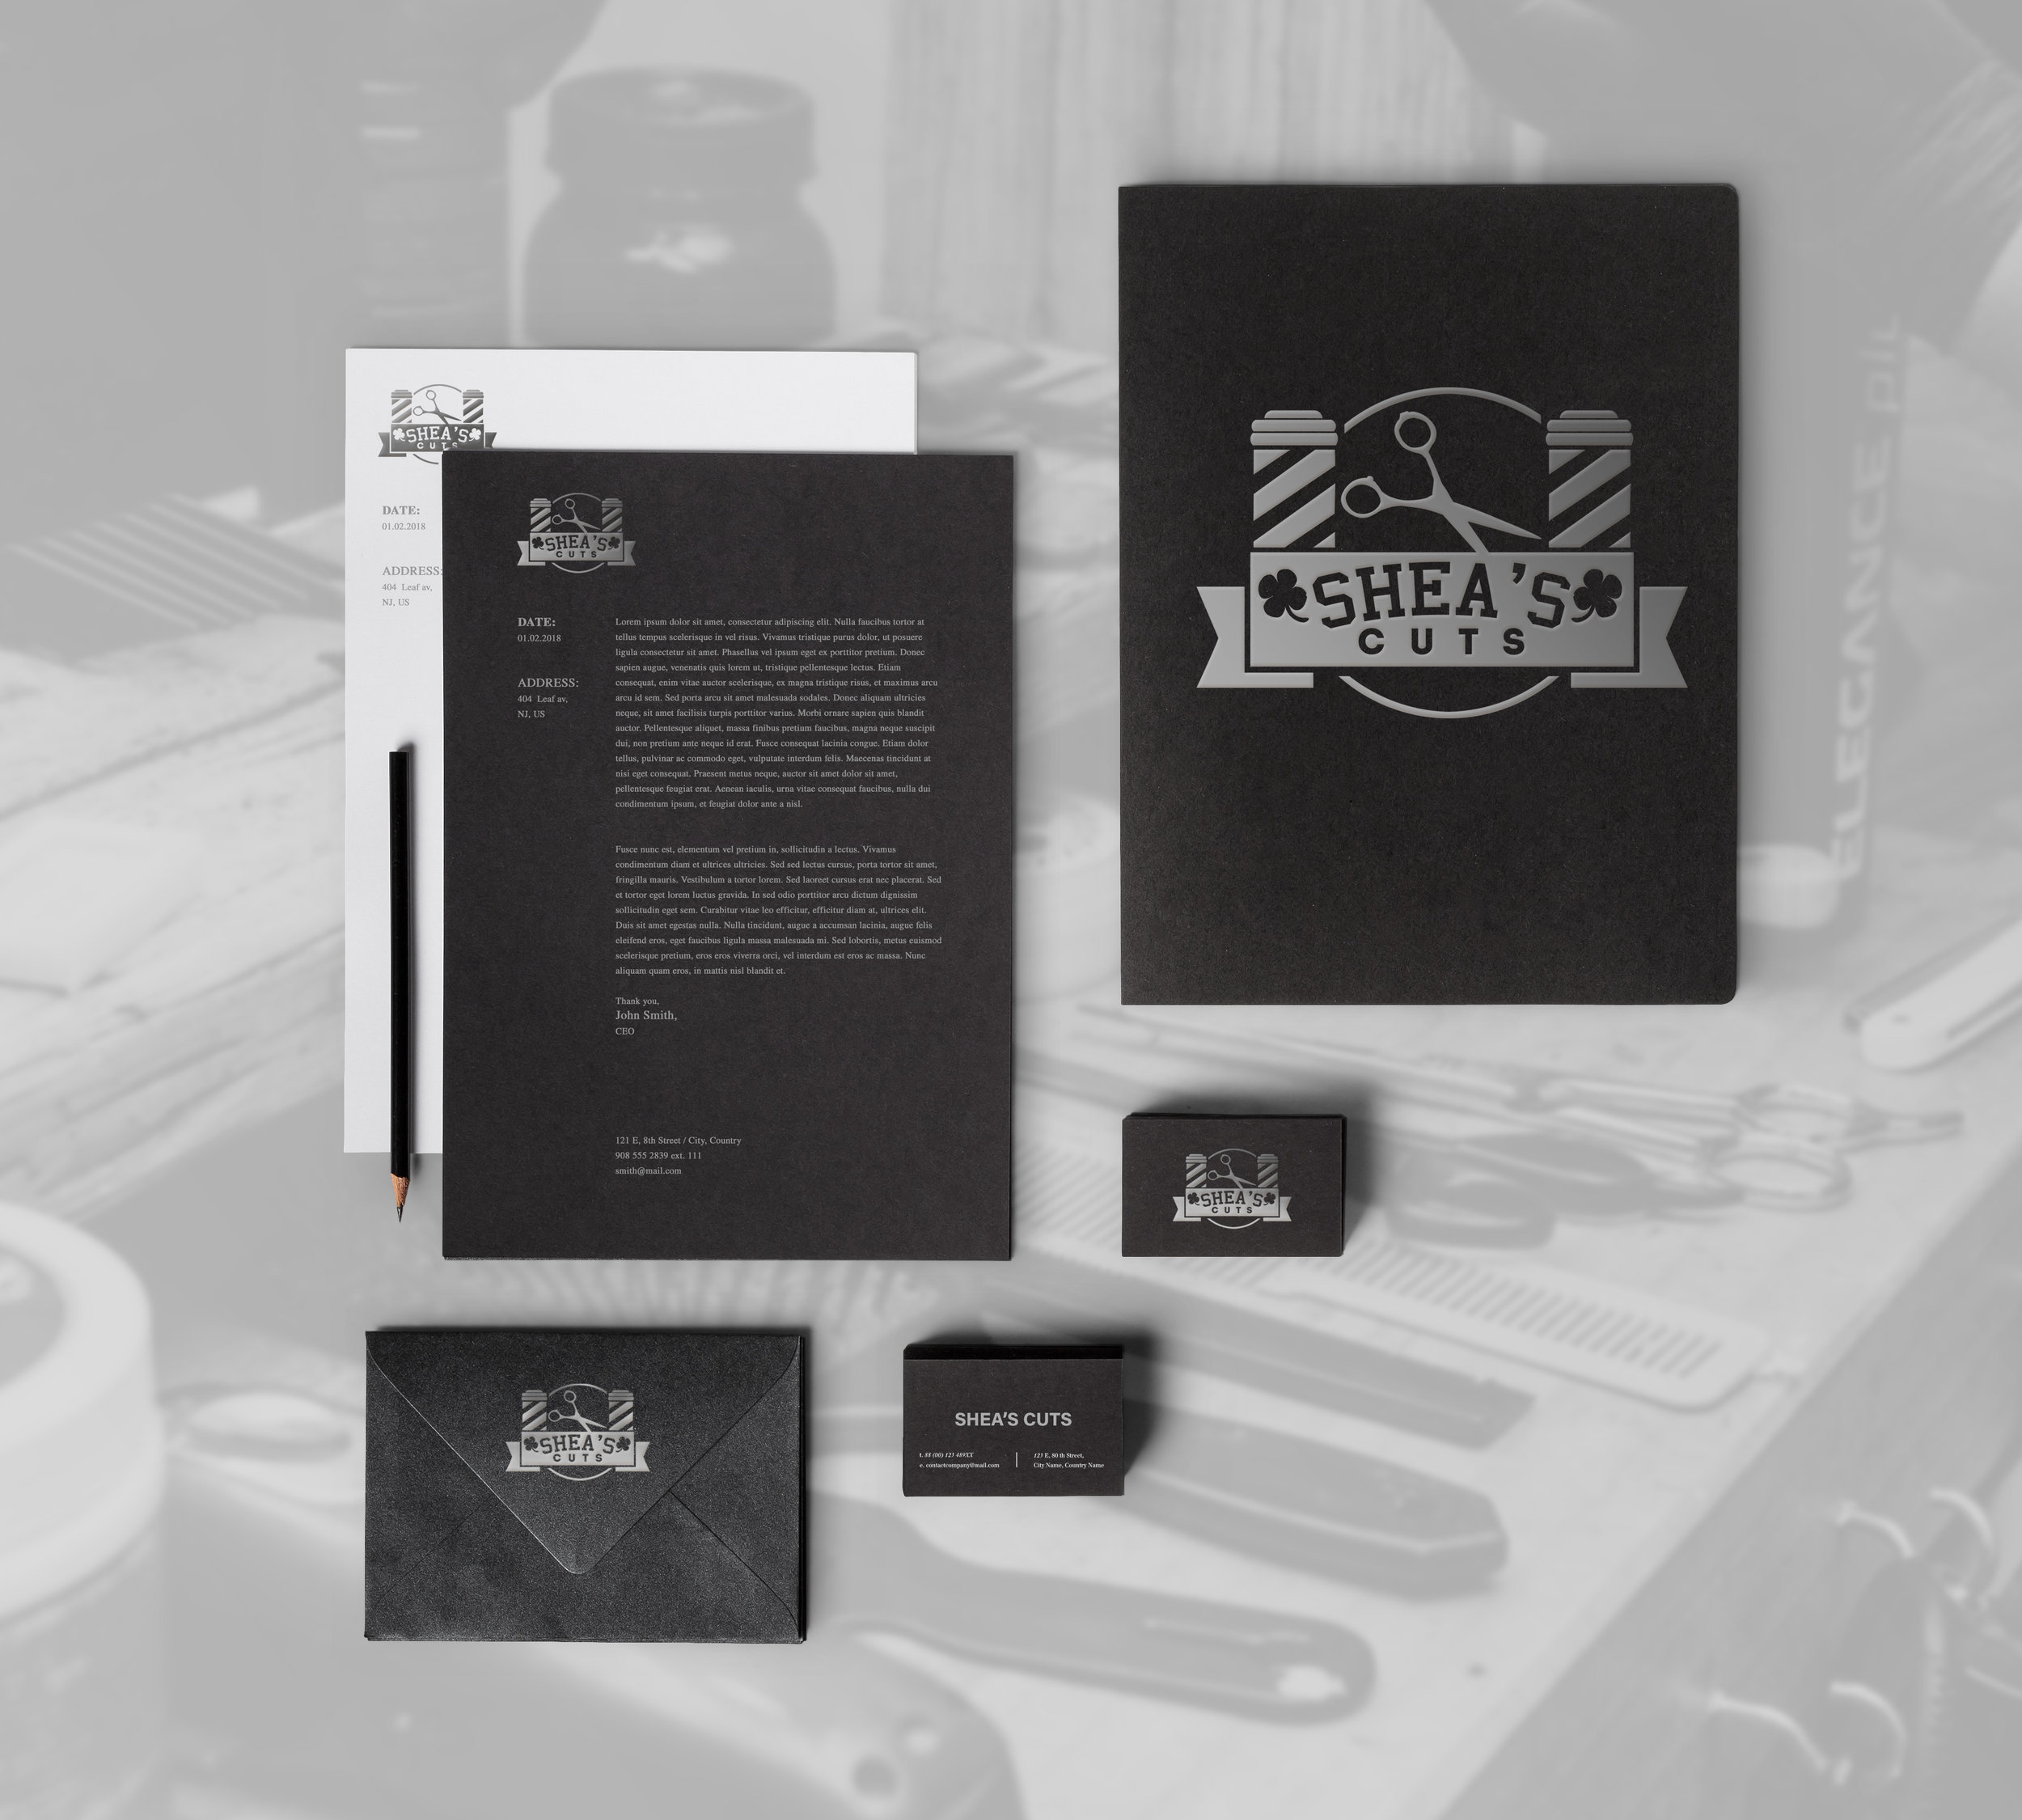 SHEA'S
CUTS
DATE:
01.02.2018
ADDRESS:
404 Leaf av,
NJ, US
SHEA'S
CUTS
DATE:
01.02.2018
ADDRESS:
404 Leaf av,
NJ, US
Lorem ipsum dolor sit amet, consectetur adipiscing elit. Nulla faucibus tortor at
tellus tempus scelerisque in vel risus. Vivamus tristique purus dolor, ut posuere
ligula consectetur sit amet. Phasellus vel ipsum eget ex porttitor pretium. Donec
sapien augue, venenatis quis lorem ut, tristique pellentesque lectus. Etiam
consequat, enim vitae auctor scelerisque, ex magna tristique risus, et maximus arcu
arcu id sem. Sed porta arcu sit amet malesuada sodales. Donec aliquam ultricies
neque, sit amet facilisis turpis porttitor varius. Morbi ornare sapien quis blandit
auctor. Pellentesque aliquet, massa finibus pretium faucibus, magna neque suscipit
dui, non pretium ante neque id erat. Fusce consequat lacinia congue. Etiam dolor
tellus, pulvinar ac commodo eget, vulputate interdum felis. Maecenas tincidunt at
nisi eget consequat. Praesent metus neque, auctor sit amet dolor sit amet,
pellentesque feugiat erat. Aenean iaculis, urna vitae consequat faucibus, nulla dui
condimentum ipsum, et feugiat dolor ante a nisl.
Fusce nunc est, elementum vel pretium in, sollicitudin a lectus. Vivamus
condimentum diam et ultrices ultricies. Sed sed lectus cursus, porta tortor sit amet,
fringilla mauris. Vestibulum a tortor lorem. Sed laoreet cursus erat nec placerat. Sed
et tortor eget lorem luctus gravida. In sed odio porttitor arcu dictum dignissim
sollicitudin eget sem. Curabitur vitae leo efficitur, efficitur diam at, ultrices elit.
Duis sit amet egestas nulla. Nulla tincidunt, augue a accumsan lacinia, augue felis
eleifend eros, eget faucibus ligula massa malesuada mi. Sed lobortis, metus euismod
scelerisque pretium, eros eros viverra orci, vel interdum est eros ac massa. Nunc
aliquam quam eros, in mattis nisl blandit et.
Thank you,
John Smith,
CEO
121 E, 8th Street / City, Country
908 555 2839 ext. 111
smith@mail.com
SHEA'S
CUTS
ELEGANCE
SHEA'S
CUTS
SHEA'S
CUTS
SHEA'S CUTS
e. contactcompany@mail.com
123 E, 80 th Street,
City Name, Country Name